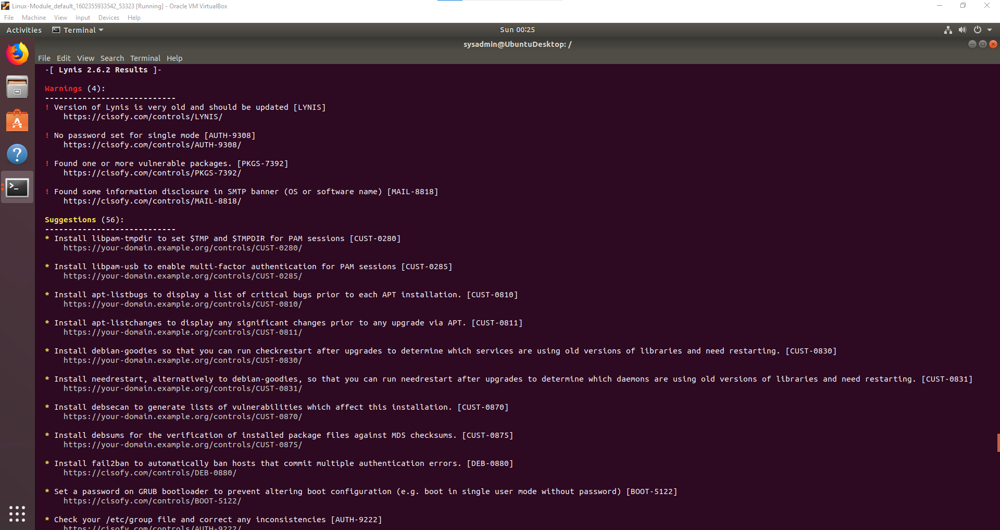 Linux-Module_default_1602355933542_53323 [Running] - Oracle VM VirtualBox
File Machine View Input Devices Help
Activities Terminal Sun 00:25
sysadmin@UbuntuDesktop: /
File Edit View Search Terminal Help
-[ Lynis 2.6.2 Results ]-
Warnings (4):
----------------------------
! Version of Lynis is very old and should be updated [LYNIS]
https://cisofy.com/controls/LYNIS/
! No password set for single mode [AUTH-9308]
https://cisofy.com/controls/AUTH-9308/
! Found one or more vulnerable packages. [PKGS-7392]
https://cisofy.com/controls/PKGS-7392/
! Found some information disclosure in SMTP banner (OS or software name) [MAIL-8818]
https://cisofy.com/controls/MAIL-8818/
Suggestions (56):
----------------------------
* Install libpam-tmpdir to set $TMP and $TMPDIR for PAM sessions [CUST-0280]
https://your-domain.example.org/controls/CUST-0280/
* Install libpam-usb to enable multi-factor authentication for PAM sessions [CUST-0285]
https://your-domain.example.org/controls/CUST-0285/
* Install apt-listbugs to display a list of critical bugs prior to each APT installation. [CUST-0810]
https://your-domain.example.org/controls/CUST-0810/
* Install apt-listchanges to display any significant changes prior to any upgrade via APT. [CUST-0811]
https://your-domain.example.org/controls/CUST-0811/
* Install debian-goodies so that you can run checkrestart after upgrades to determine which services are using old versions of libraries and need restarting. [CUST-0830]
https://your-domain.example.org/controls/CUST-0830/
* Install needrestart, alternatively to debian-goodies, so that you can run needrestart after upgrades to determine which daemons are using old versions of libraries and need restarting. [CUST-0831]
https://your-domain.example.org/controls/CUST-0831/
* Install debsecan to generate lists of vulnerabilities which affect this installation. [CUST-0870]
https://your-domain.example.org/controls/CUST-0870/
* Install debsums for the verification of installed package files against MD5 checksums. [CUST-0875]
https://your-domain.example.org/controls/CUST-0875/
* Install fail2ban to automatically ban hosts that commit multiple authentication errors. [DEB-0880]
https://cisofy.com/controls/DEB-0880/
* Set a password on GRUB bootloader to prevent altering boot configuration (e.g. boot in single user mode without password) [BOOT-5122]
https://cisofy.com/controls/BOOT-5122/
* Check your /etc/group file and correct any inconsistencies [AUTH-9222]
https://cisofy.com/controls/AUTH-9222/